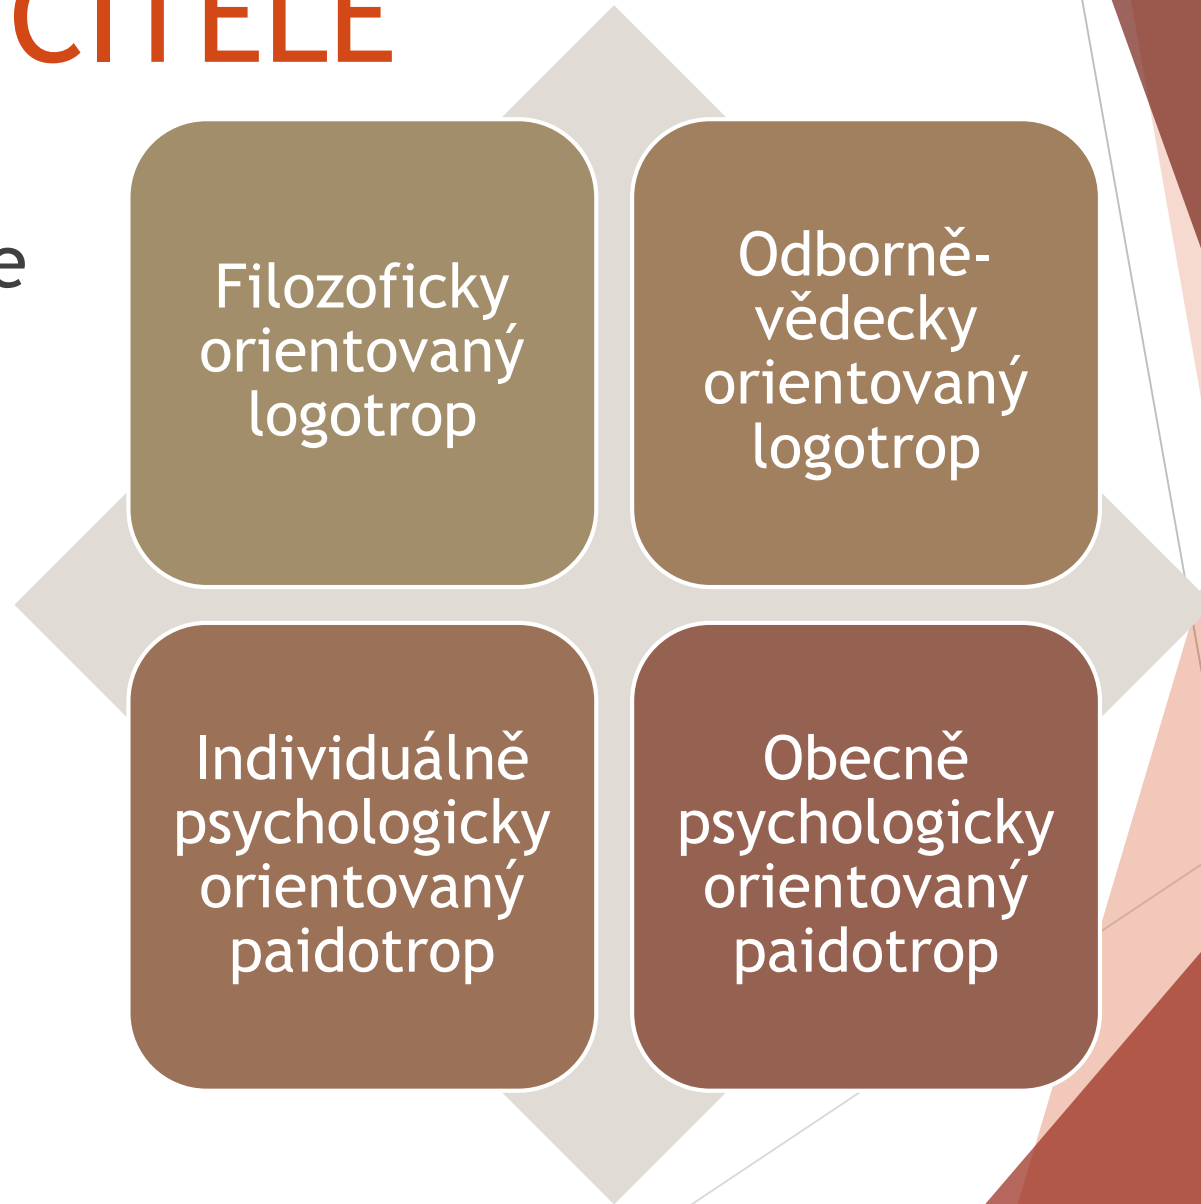 ČITELE
e
Filozoficky
orientovaný
logotrop
Odborně-
vědecky
orientovaný
logotrop
Individuálně
psychologicky
orientovaný
paidotrop
Obecně
psychologicky
orientovaný
paidotrop